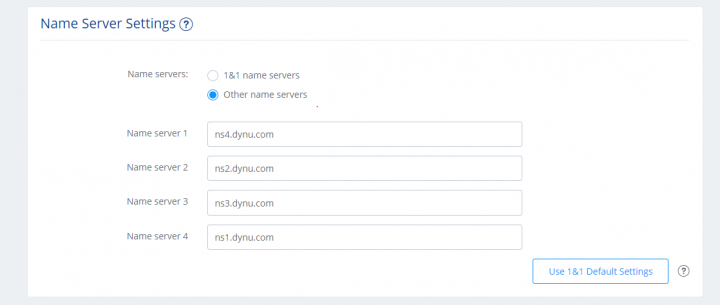 Name Server Settings ?
Name servers:
1&1 name servers
Other name servers
Name server 1
ns4.dynu.com
Name server 2
ns2.dynu.com
Name server 3
ns3.dynu.com
Name server 4
ns1.dynu.com
Use 1&1 Default Settings ?